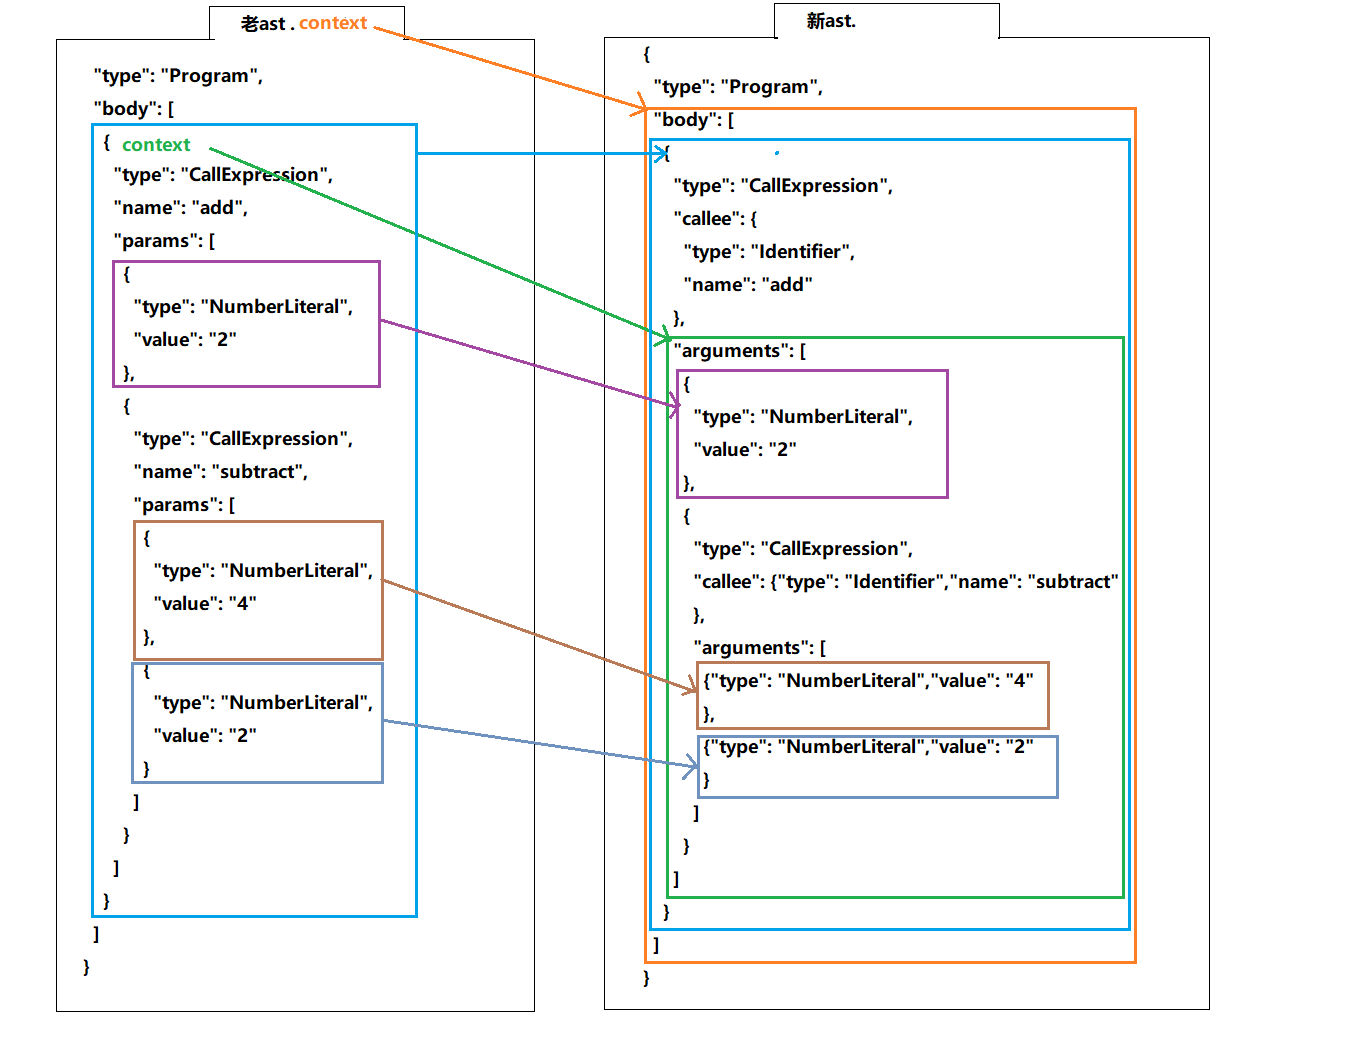 老ast . context
"type": "Program",
"body": [
{ context
"type": "CallExpression",
"name": "add",
"params": [
{
"type": "NumberLiteral",
"value": "2"
},
{
"type": "CallExpression",
"name": "subtract",
"params": [
{
"type": "NumberLiteral",
"value": "4"
},
{
"type": "NumberLiteral",
"value": "2"
}
]
}
]
}
]
}
新ast.
{
"type": "Program",
"body": [
{
"type": "CallExpression",
"callee": {
"type": "Identifier",
"name": "add"
},
"arguments": [
{
"type": "NumberLiteral",
"value": "2"
},
{
"type": "CallExpression",
"callee": {"type": "Identifier","name": "subtract"
},
"arguments": [
{"type": "NumberLiteral","value": "4"
},
{"type": "NumberLiteral","value": "2"
}
]
}
]
}
]
}